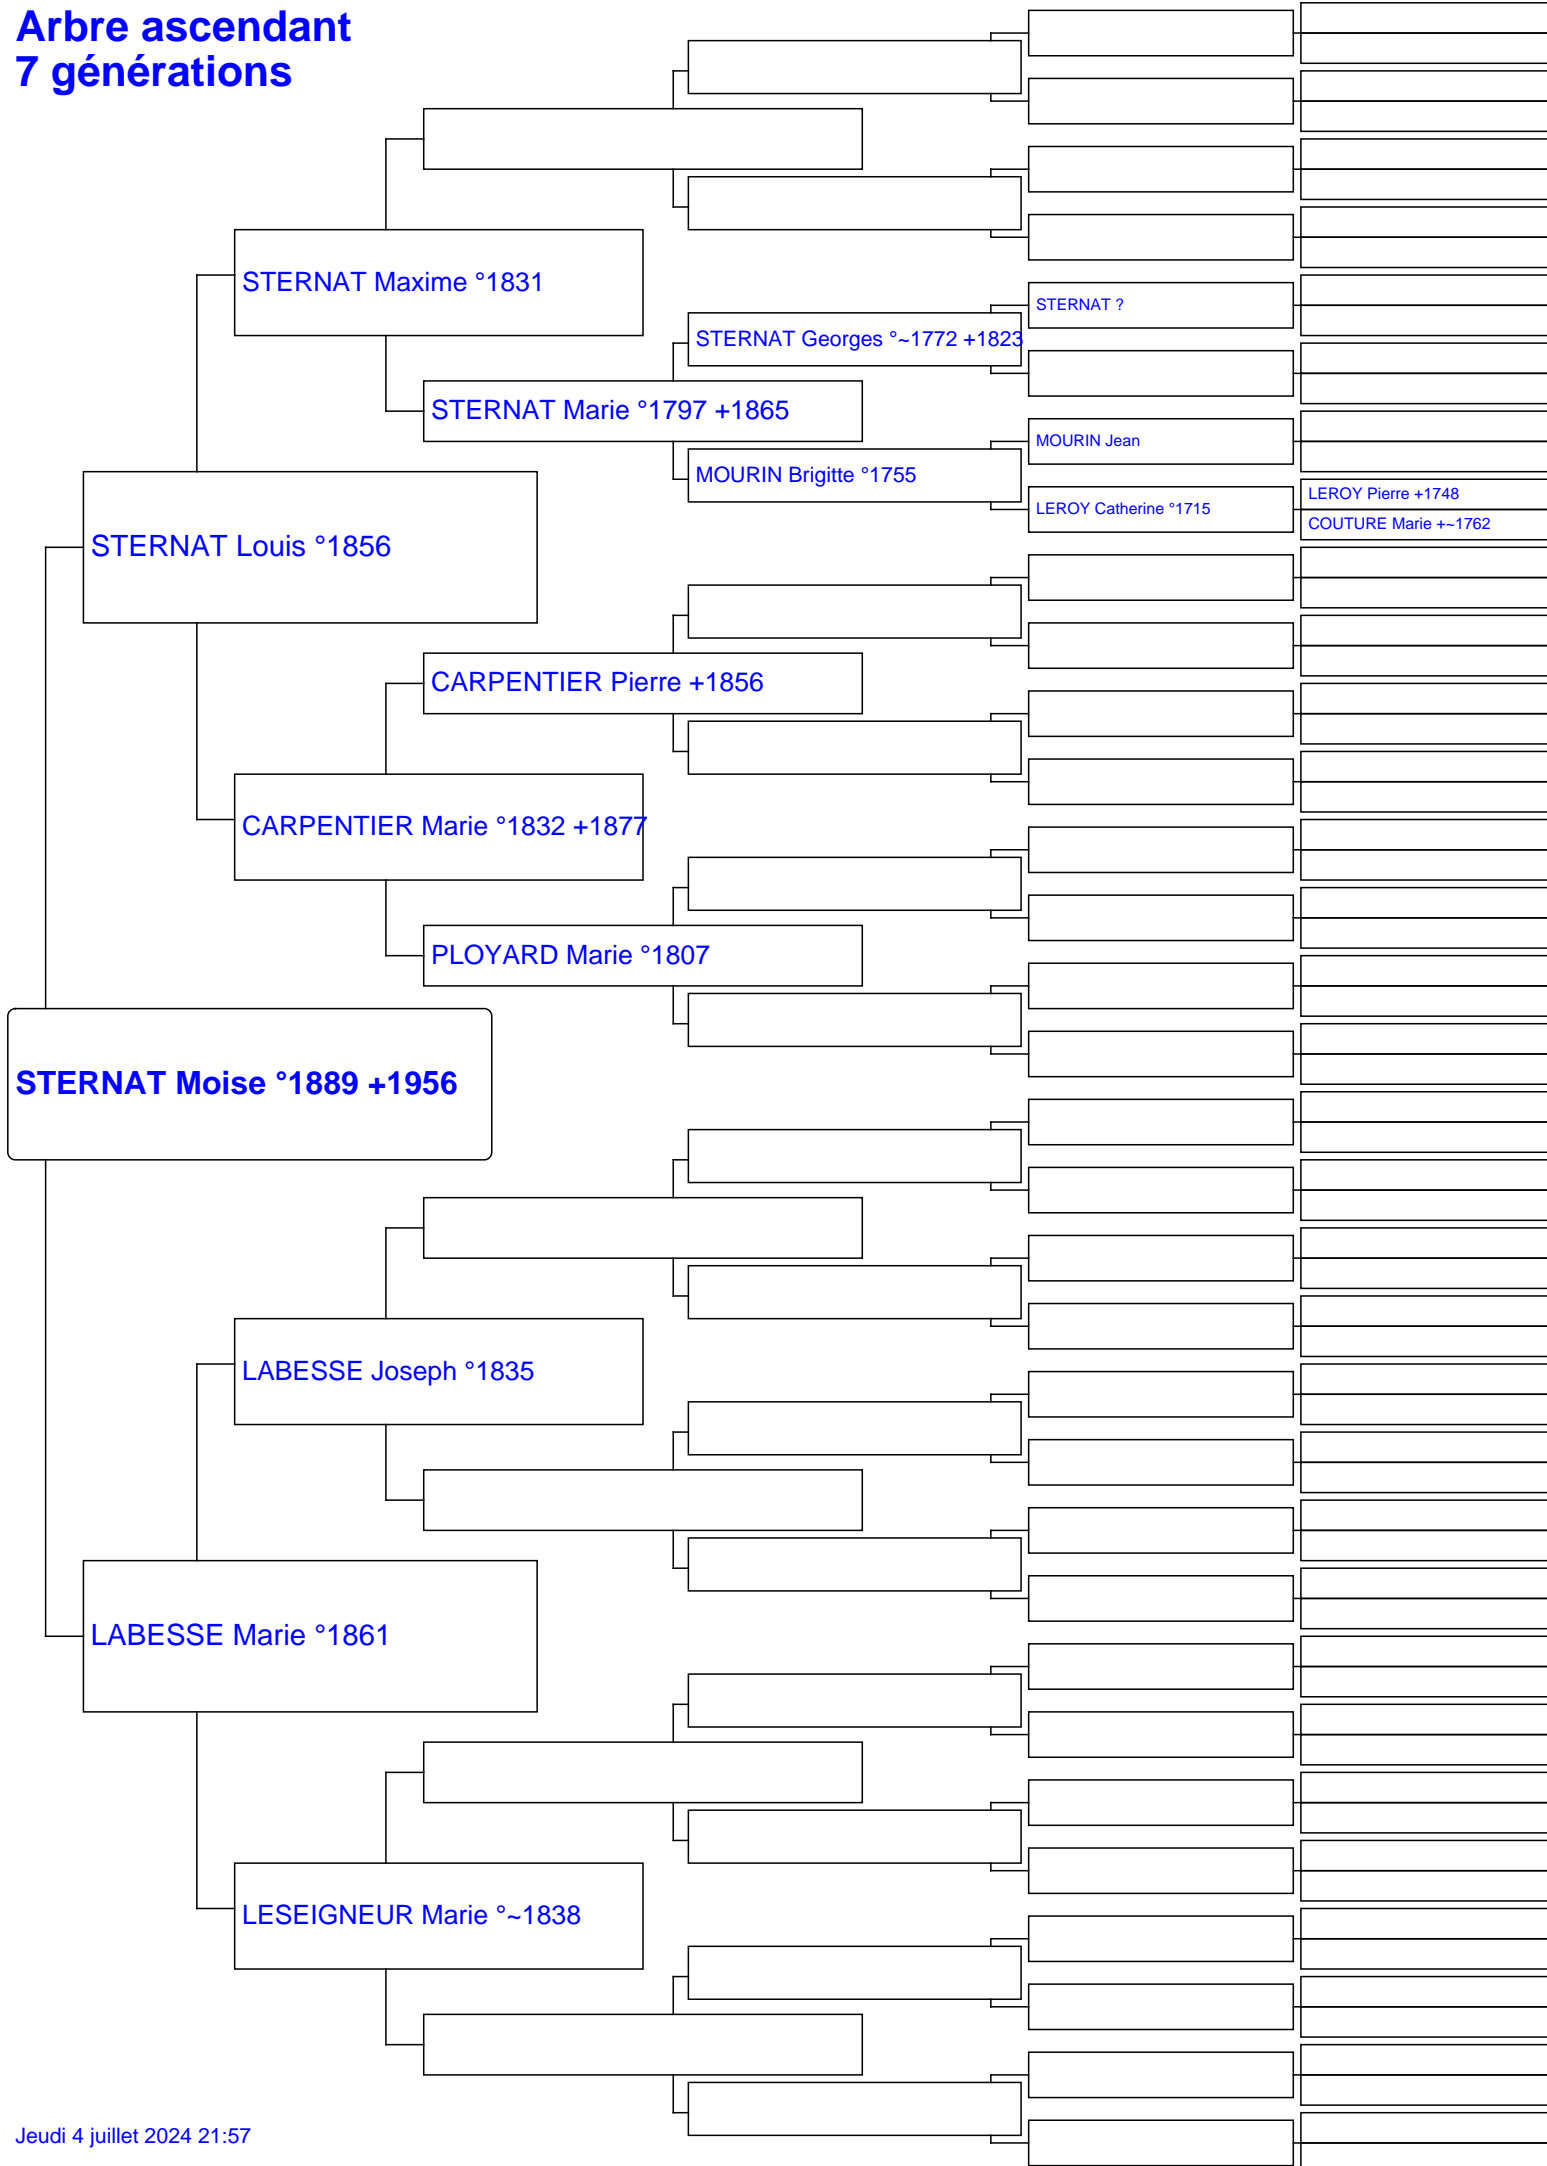 Arbre ascendant
7 générations
STERNAT Maxime °1831
STERNAT ?
STERNAT Georges °~1772 +1823
STERNAT Marie °1797 +1865
MOURIN Jean
MOURIN Brigitte °1755
LEROY Pierre +1748
LEROY Catherine °1715
COUTURE Marie +~1762
STERNAT Louis °1856
CARPENTIER Pierre +1856
CARPENTIER Marie °1832 +1877
PLOYARD Marie °1807
STERNAT Moise °1889 +1956
LABESSE Joseph °1835
LABESSE Marie °1861
LESEIGNEUR Marie °~1838
Jeudi 4 juillet 2024 21:57